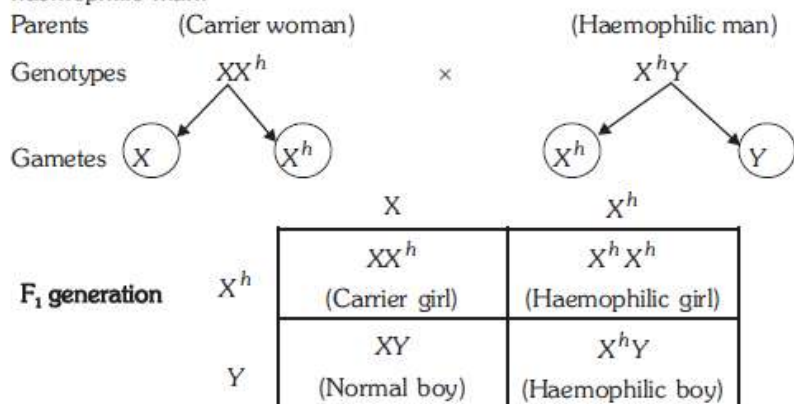 Parents (Carrier woman) (Haemophilic man)
Genotypes XX^h × X^hY
Gametes X X^h X^h Y
X X^h
XX^h X^hX^h
F₁ generation X^h
(Carrier girl) (Haemophilic girl)
XY X^hY
Y
(Normal boy) (Haemophilic boy)